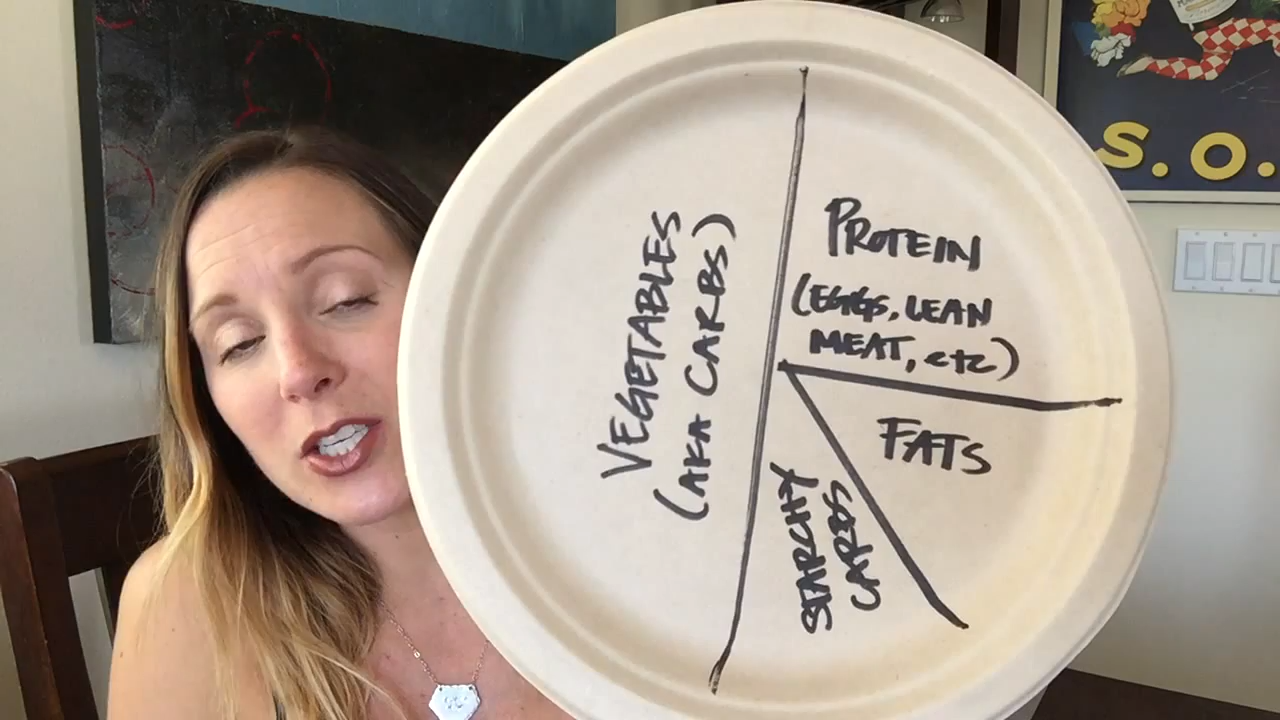 VEGETABLES
(AKA CARBS)
PROTEIN
(EGGS, LEAN
MEAT, etc)
FATS
STARCHY
CARBS
S.O.